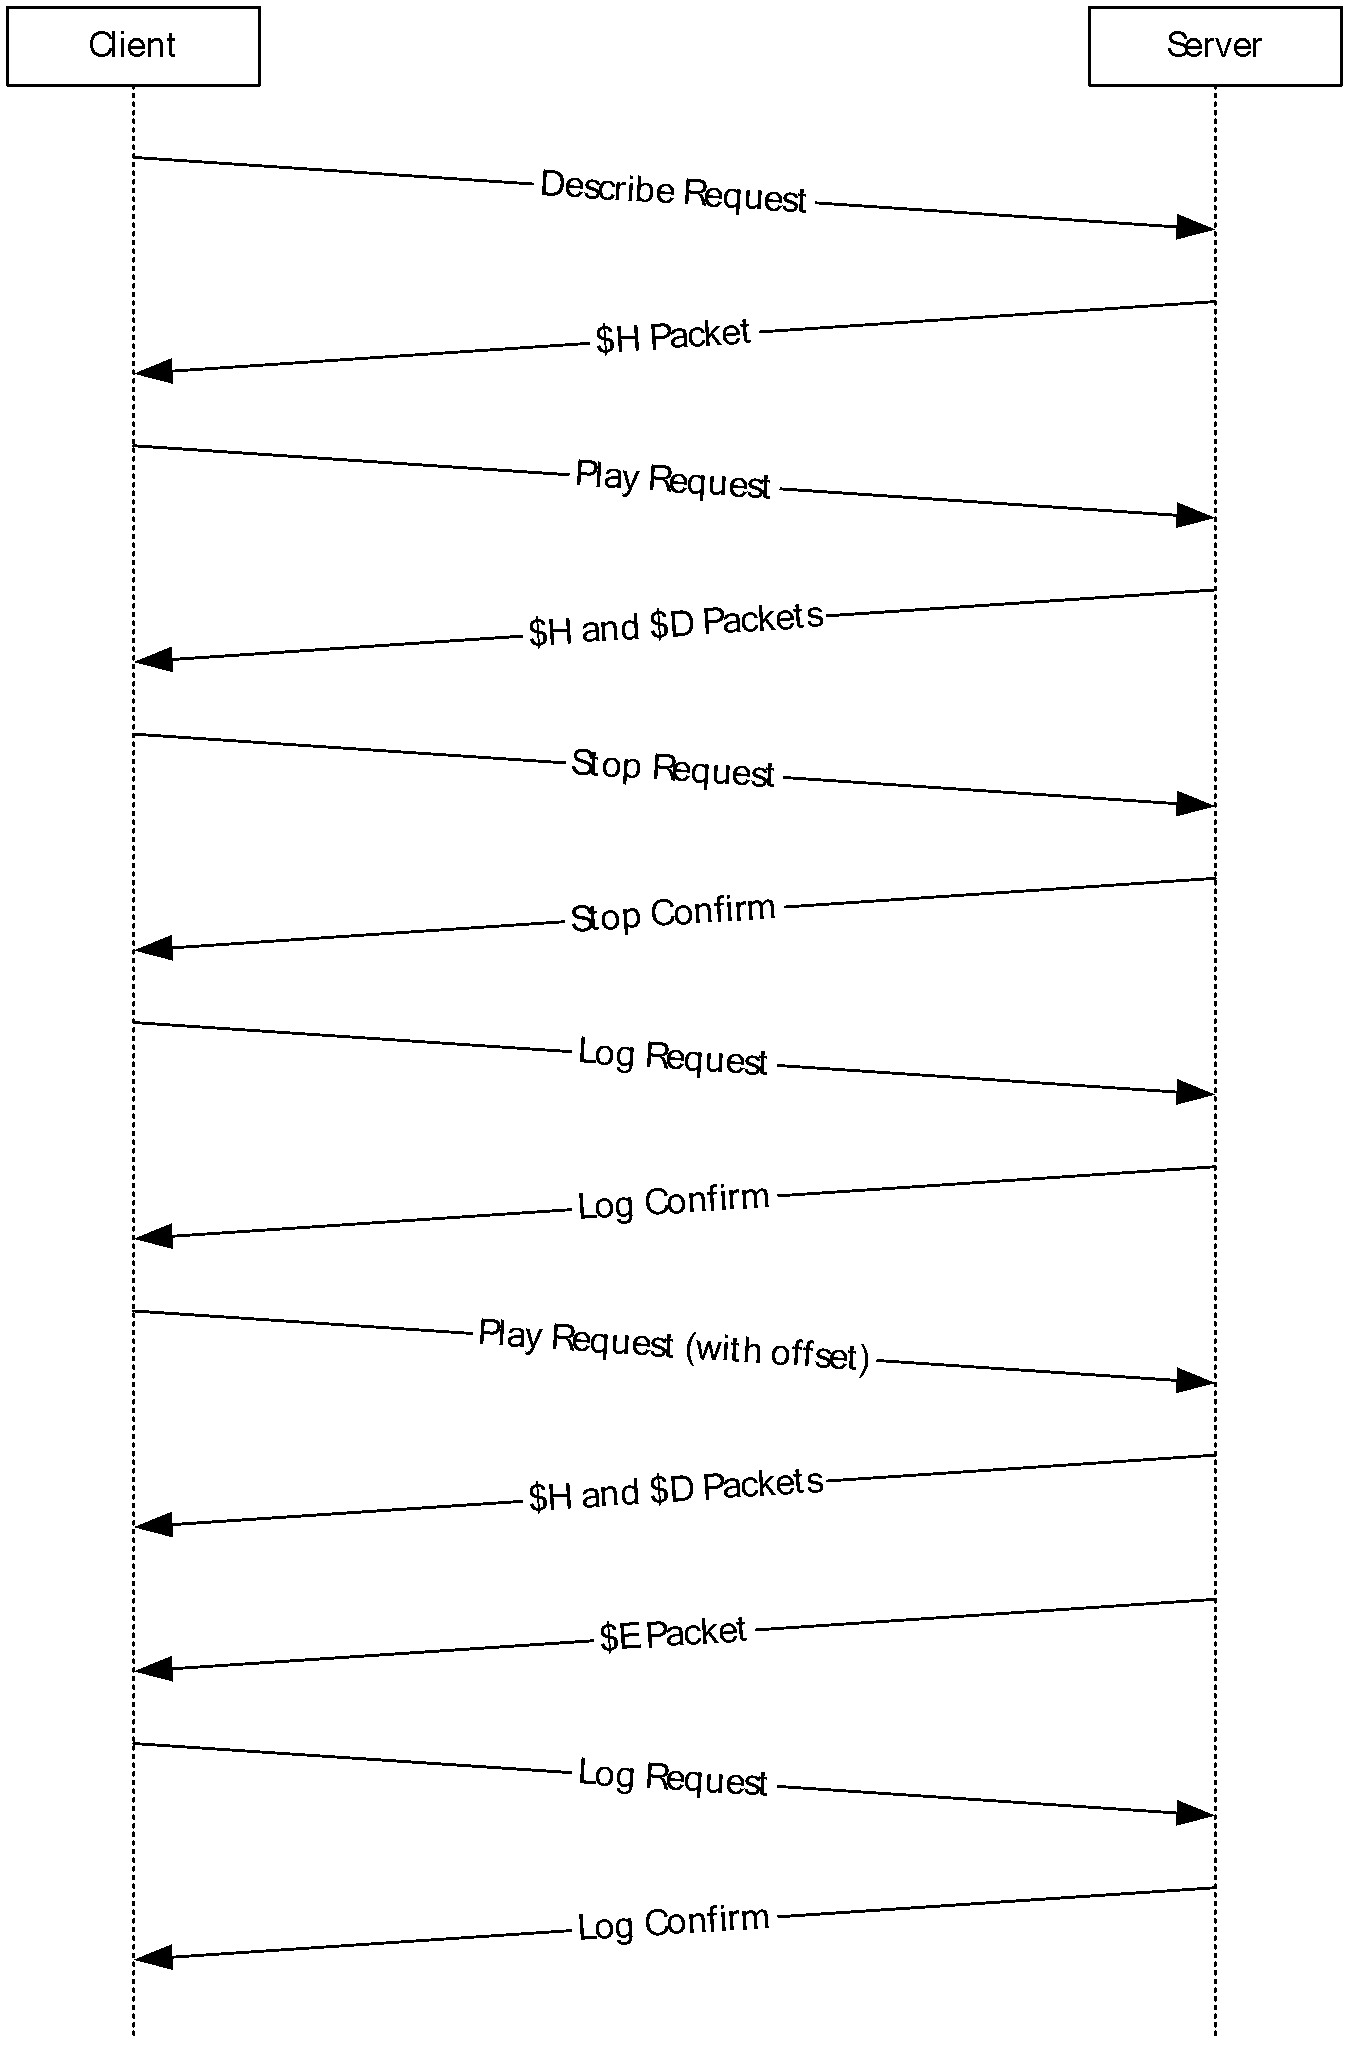 Client
Server
Describe Request
$H Packet
Play Request
$H and $D Packets
Stop Request
Stop Confirm
Log Request
Log Confirm
Play Request (with offset)
$H and $D Packets
$E Packet
Log Request
Log Confirm